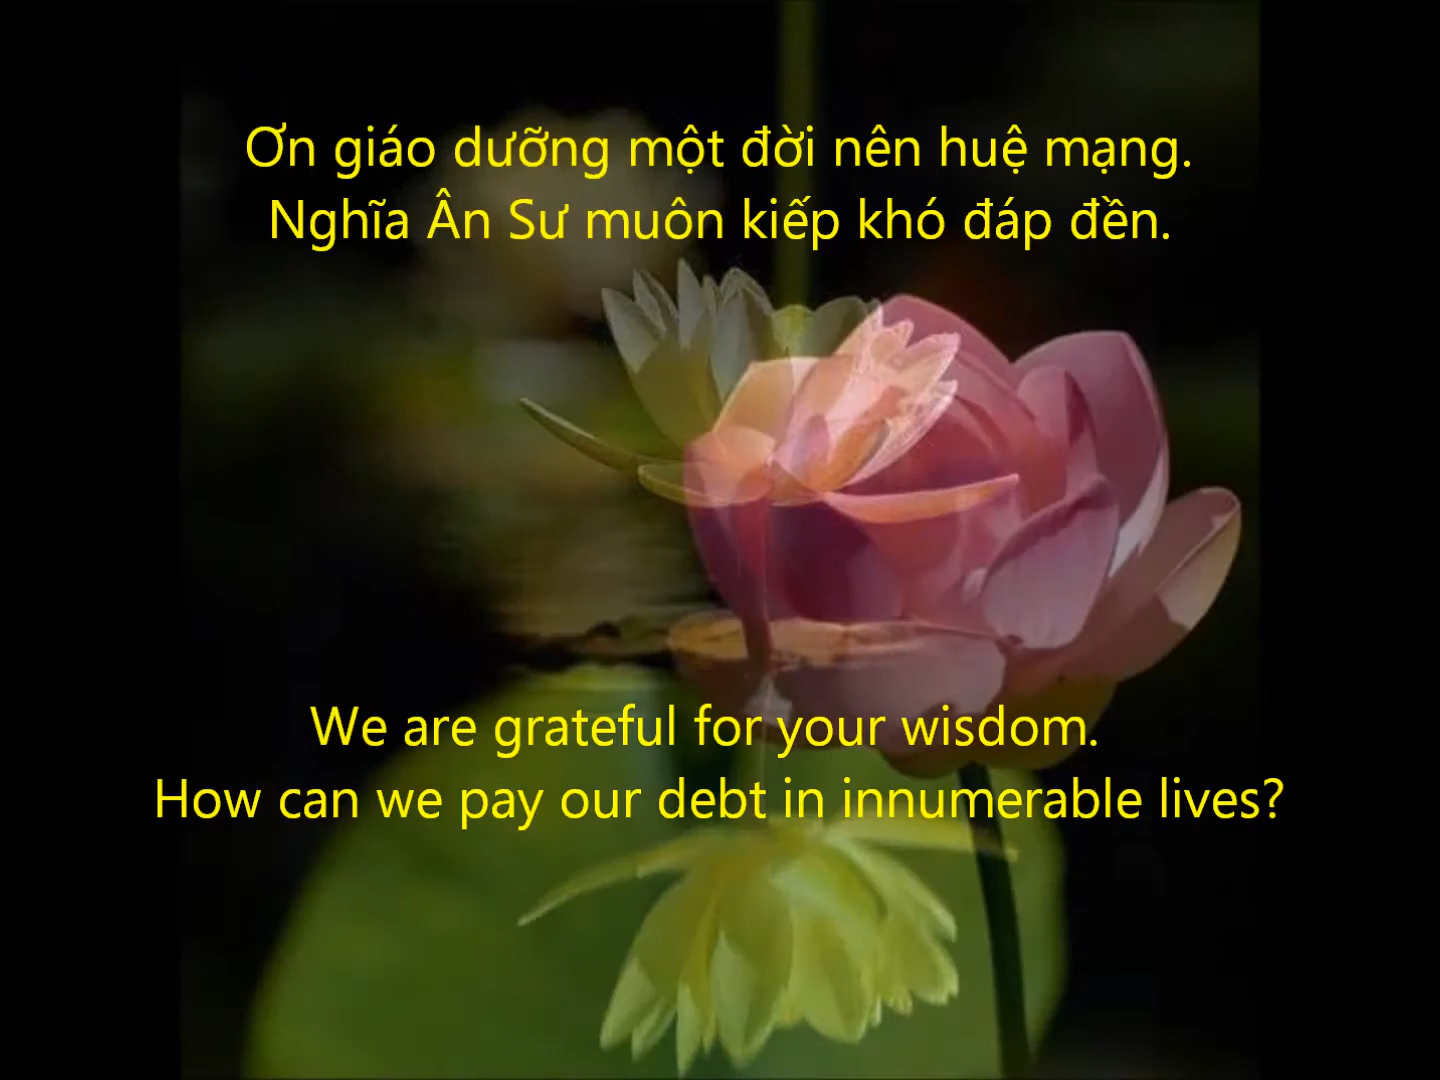 Ơn giáo dưỡng một đời nên huệ mạng.
Nghĩa Ân Sư muôn kiếp khó đáp đền.
We are grateful for your wisdom.
How can we pay our debt in innumerable lives?